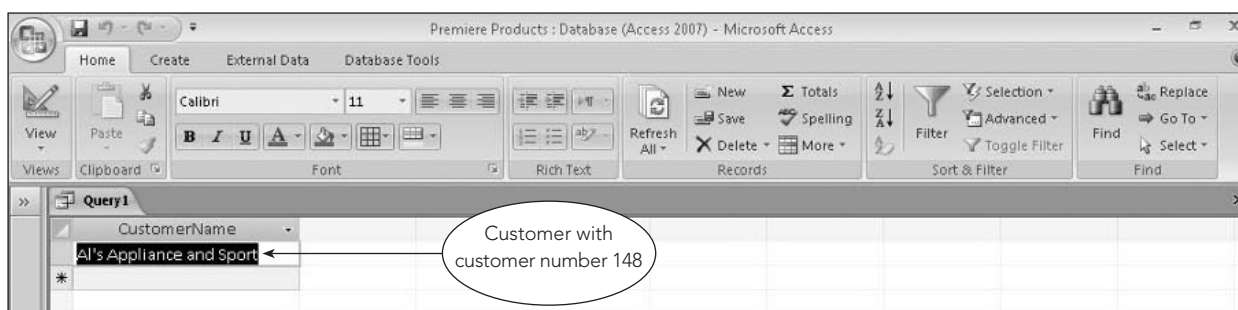 Premiere Products : Database (Access 2007) - Microsoft Access
Home Create External Data Database Tools
View
Views
Paste
Clipboard
Calibri 11
B I U A
Font
ab
Rich Text
Refresh All
New
Save
Delete
Σ Totals
Spelling
More
Records
Filter
Selection
Advanced
Toggle Filter
Sort & Filter
Find
Replace
Go To
Select
Find
Query1
CustomerName
Al's Appliance and Sport
Customer with
customer number 148